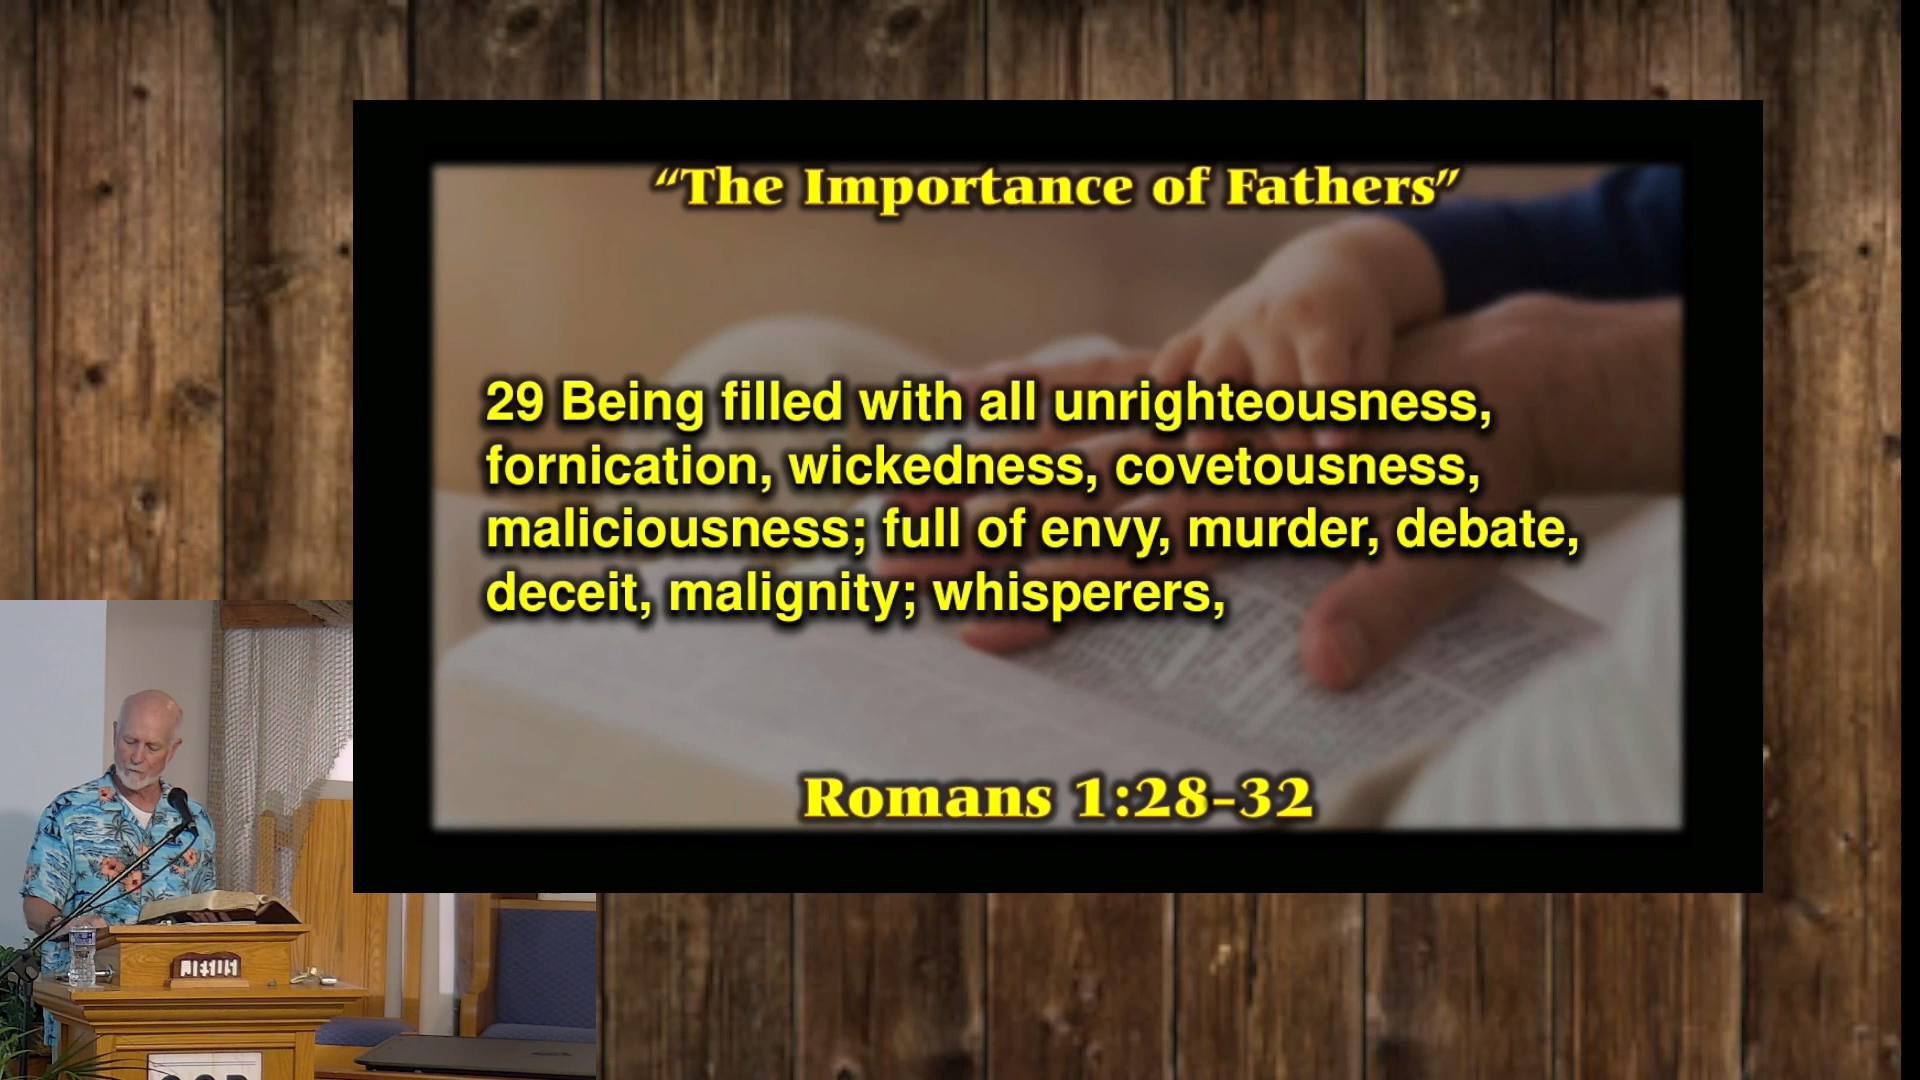 “The Importance of Fathers”
29 Being filled with all unrighteousness,
fornication, wickedness, covetousness,
maliciousness; full of envy, murder, debate,
deceit, malignity; whisperers,
Romans 1:28-32
JESUS